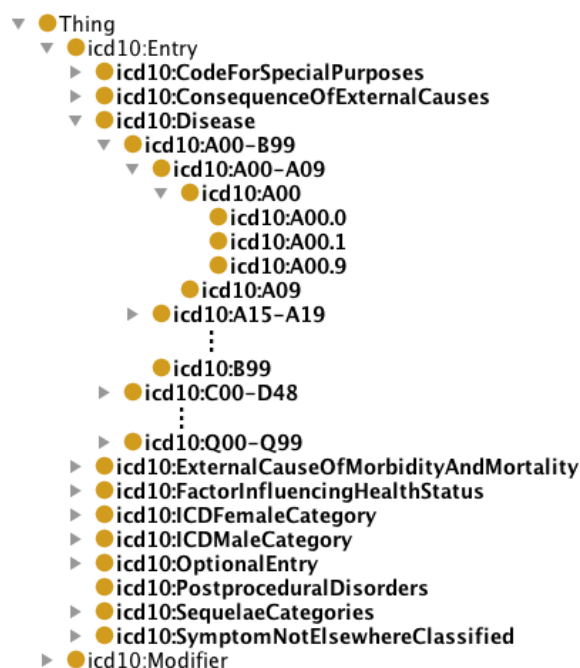 Thing
icd10:Entry
icd10:CodeForSpecialPurposes
icd10:ConsequenceOfExternalCauses
icd10:Disease
icd10:A00-B99
icd10:A00-A09
icd10:A00
icd10:A00.0
icd10:A00.1
icd10:A00.9
icd10:A09
icd10:A15-A19
icd10:B99
icd10:C00-D48
icd10:Q00-Q99
icd10:ExternalCauseOfMorbidityAndMortality
icd10:FactorInfluencingHealthStatus
icd10:ICDFemaleCategory
icd10:ICDMaleCategory
icd10:OptionalEntry
icd10:PostproceduralDisorders
icd10:SequelaeCategories
icd10:SymptomNotElsewhereClassified
icd10:Modifier